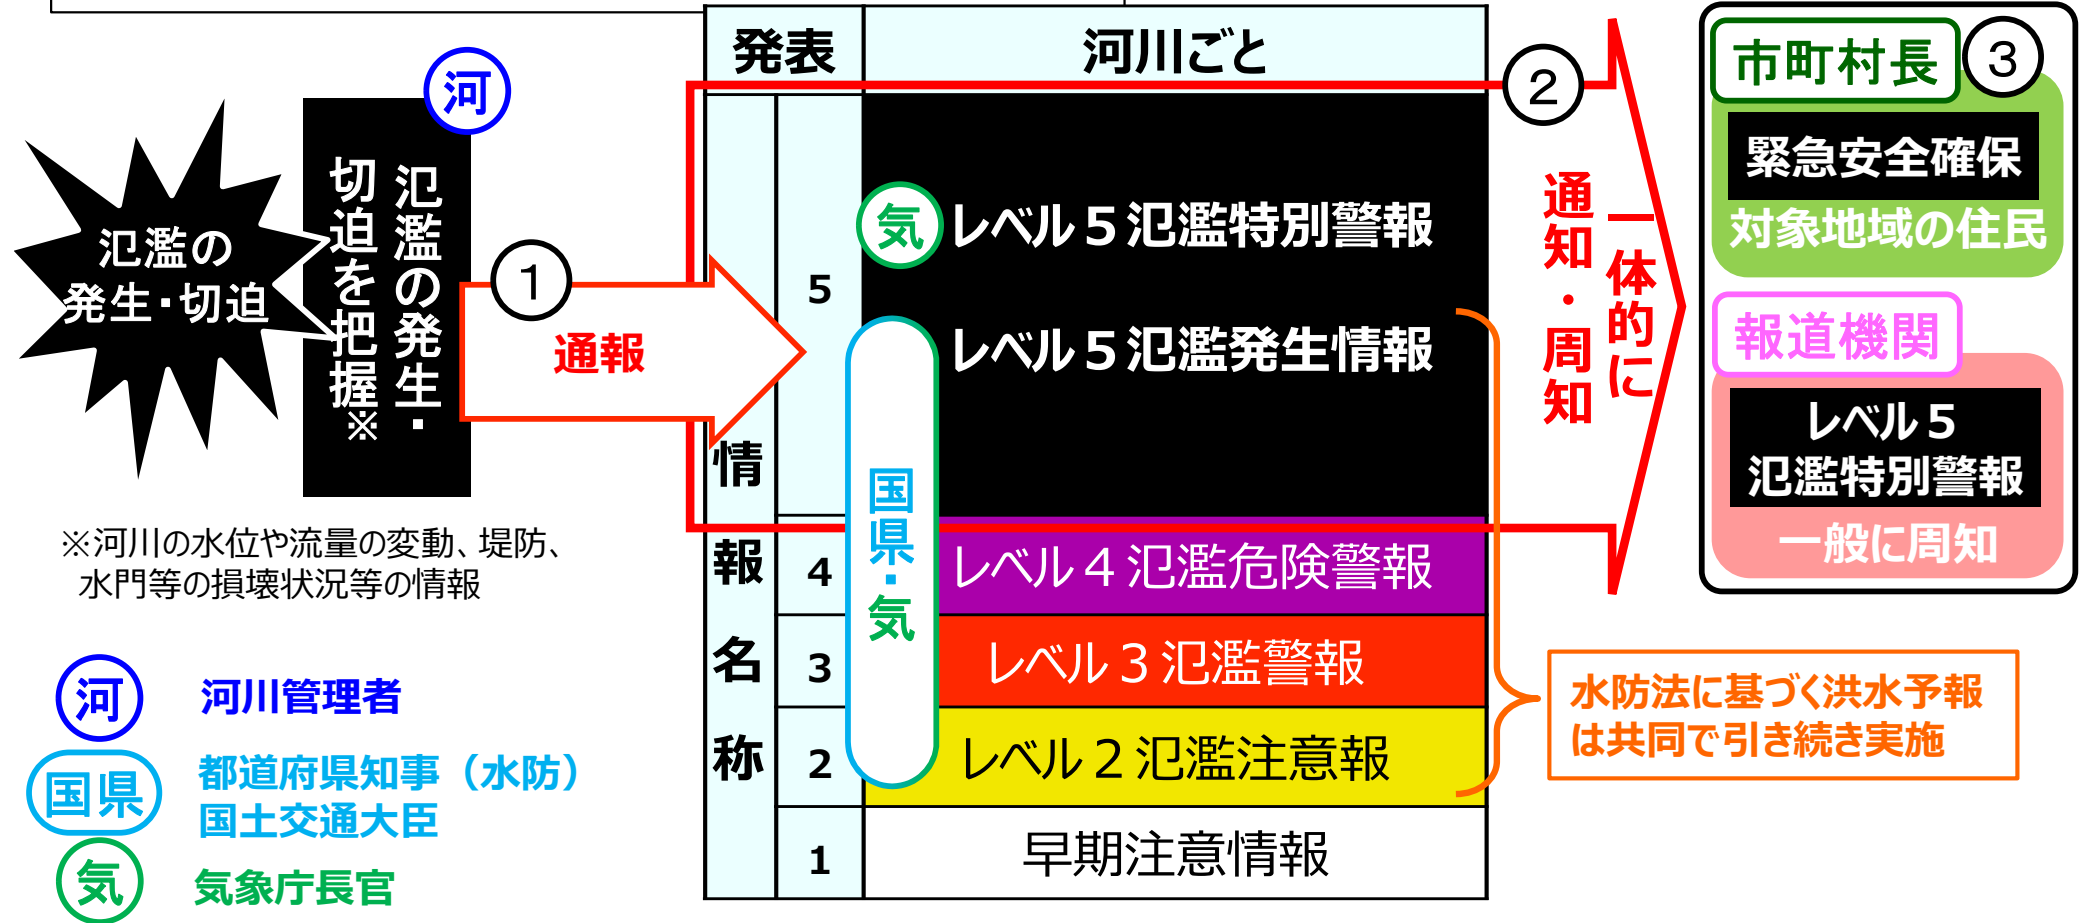 発表
河川ごと
情報名称
5
4
3
2
1
気
レベル５氾濫特別警報
レベル５氾濫発生情報
レベル４氾濫危険警報
レベル３氾濫警報
レベル２氾濫注意報
早期注意情報
国県・気
氾濫の
発生・切迫
河
氾濫の発生・
切迫を把握※
①
通報
②
一体的に
通知・周知
③
市町村長
緊急安全確保
対象地域の住民
報道機関
レベル５
氾濫特別警報
一般に周知
水防法に基づく洪水予報
は共同で引き続き実施
※河川の水位や流量の変動、堤防、
水門等の損壊状況等の情報
河
河川管理者
国県
都道府県知事（水防）
国土交通大臣
気
気象庁長官